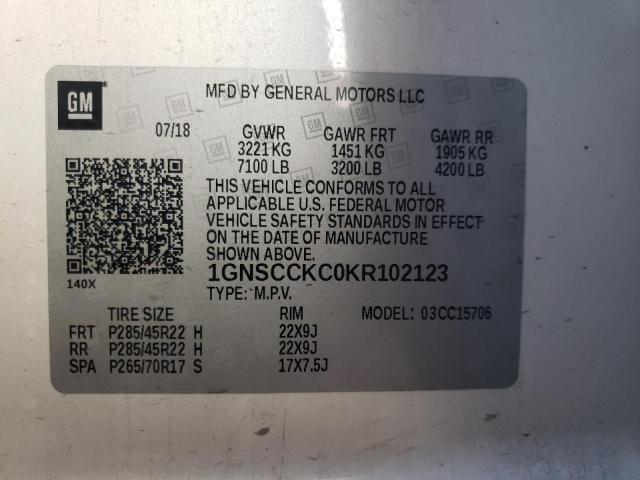 GM
MFD BY GENERAL MOTORS LLC
07/18 GVWR GAWR FRT GAWR RR
3221 KG 1451 KG 1905 KG
7100 LB 3200 LB 4200 LB
THIS VEHICLE CONFORMS TO ALL
APPLICABLE U.S. FEDERAL MOTOR
VEHICLE SAFETY STANDARDS IN EFFECT
ON THE DATE OF MANUFACTURE
SHOWN ABOVE.
1GNSCCKC0KR102123
140X
TYPE: M.P.V.
TIRE SIZE RIM MODEL: 03CC15706
FRT P285/45R22 H 22X9J
RR P285/45R22 H 22X9J
SPA P265/70R17 S 17X7.5J